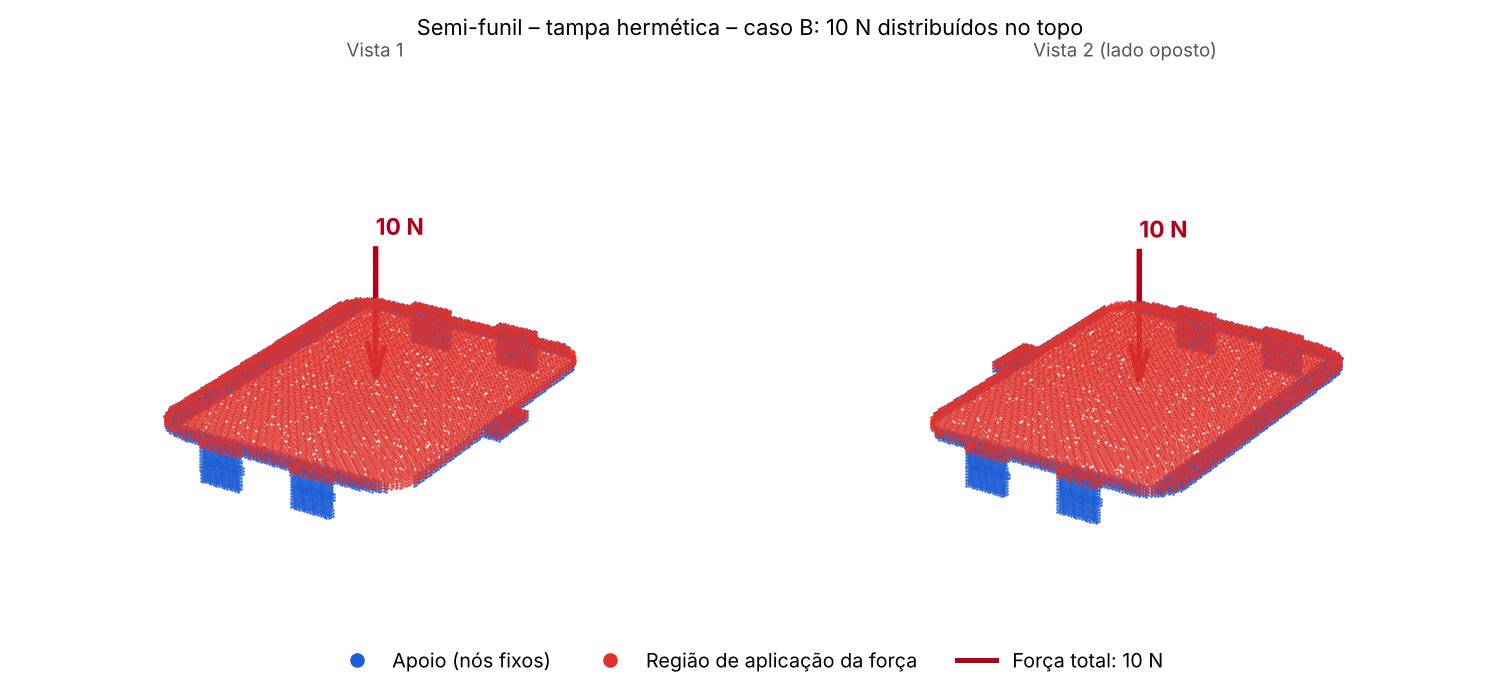 Semi-funil – tampa hermética – caso B: 10 N distribuídos no topo
Vista 1
Vista 2 (lado oposto)
10 N
10 N
Apoio (nós fixos)
Região de aplicação da força
Força total: 10 N